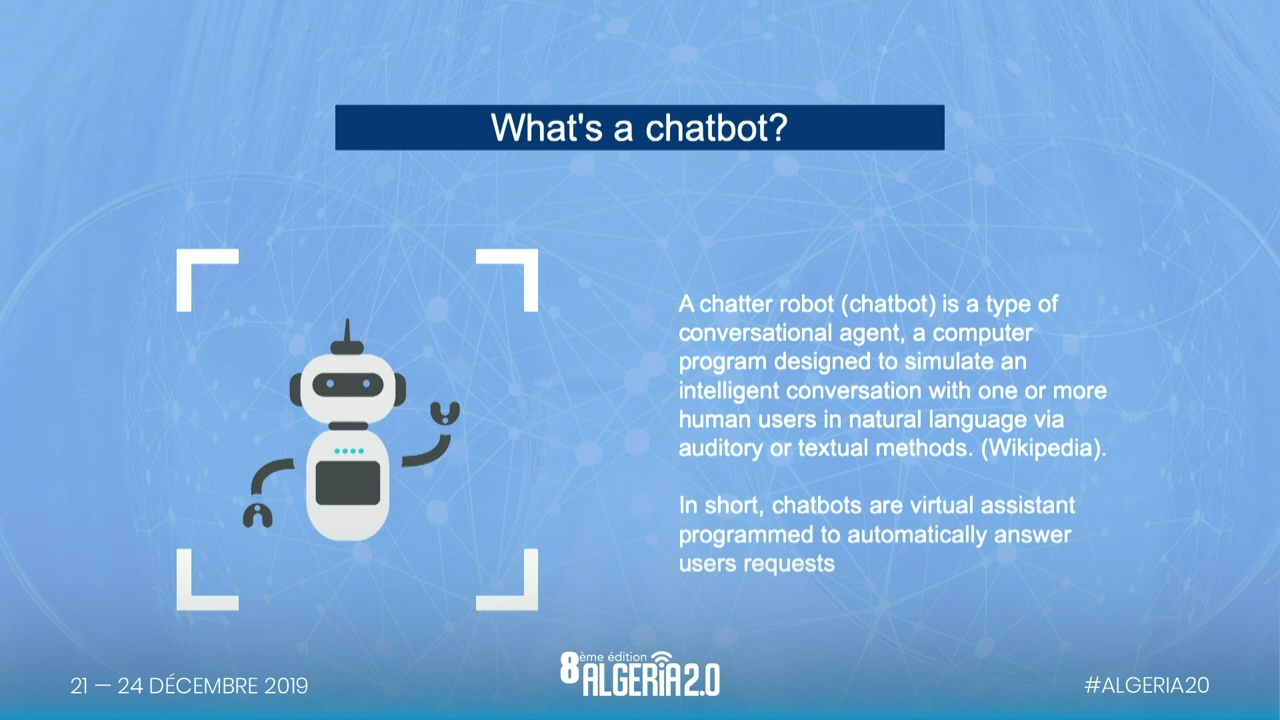 What's a chatbot?
A chatter robot (chatbot) is a type of
conversational agent, a computer
program designed to simulate an
intelligent conversation with one or more
human users in natural language via
auditory or textual methods. (Wikipedia).
In short, chatbots are virtual assistant
programmed to automatically answer
users requests
21 — 24 DÉCEMBRE 2019
8ème édition
ALGERiA 2.0
#ALGERIA20